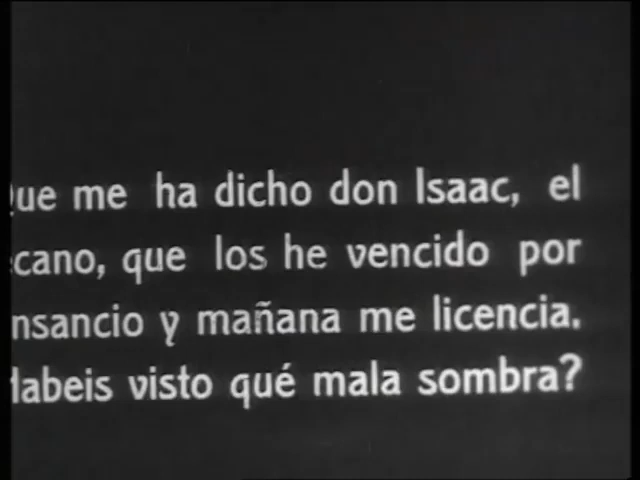 ue me ha dicho don Isaac, el
cano, que los he vencido por
nsancio y mañana me licencia.
labeis visto qué mala sombra?